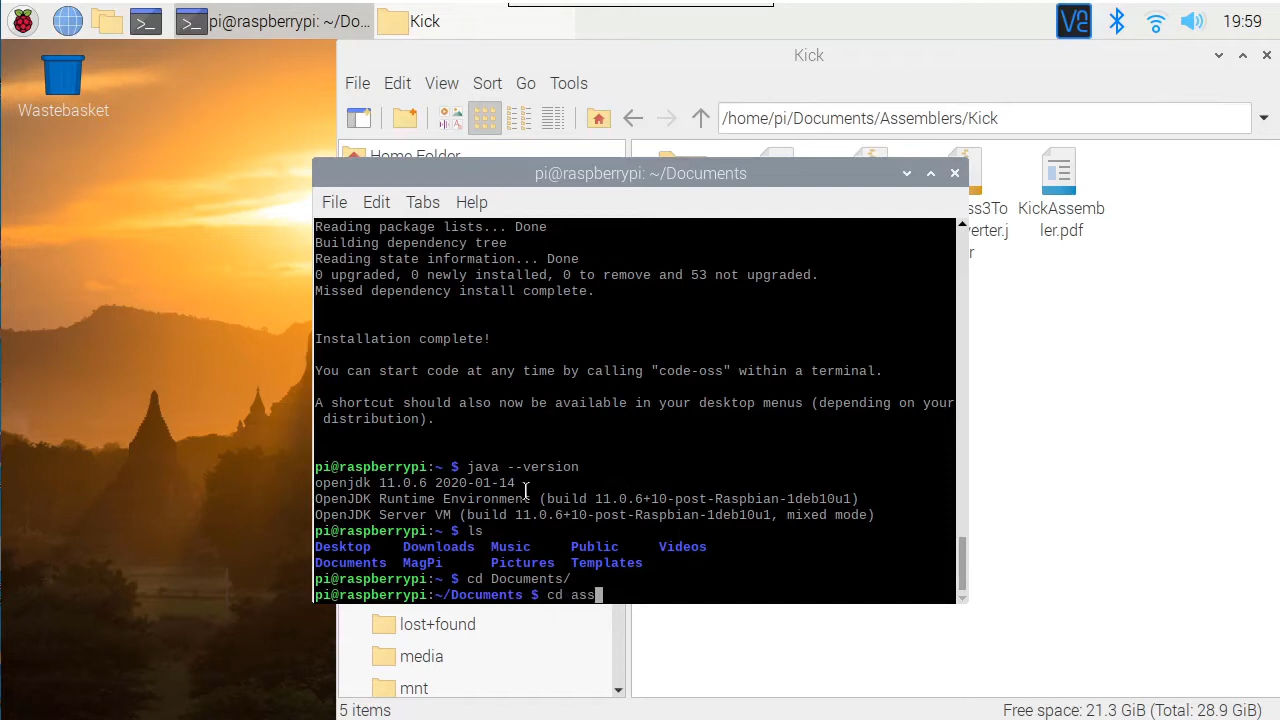 pi@raspberrypi: ~/Do...
Kick
19:59
Wastebasket
Kick
File Edit View Sort Go Tools
/home/pi/Documents/Assemblers/Kick
Home Folder
ss3To
verter.j
r
KickAssemb
ler.pdf
pi@raspberrypi: ~/Documents
File Edit Tabs Help
Reading package lists... Done
Building dependency tree
Reading state information... Done
0 upgraded, 0 newly installed, 0 to remove and 53 not upgraded.
Missed dependency install complete.
Installation complete!
You can start code at any time by calling "code-oss" within a terminal.
A shortcut should also now be available in your desktop menus (depending on your
distribution).
pi@raspberrypi:~ $ java --version
openjdk 11.0.6 2020-01-14
OpenJDK Runtime Environment (build 11.0.6+10-post-Raspbian-1deb10u1)
OpenJDK Server VM (build 11.0.6+10-post-Raspbian-1deb10u1, mixed mode)
pi@raspberrypi:~ $ ls
Desktop Downloads Music Public Videos
Documents MagPi Pictures Templates
pi@raspberrypi:~ $ cd Documents/
pi@raspberrypi:~/Documents $ cd ass
lost+found
media
mnt
5 items
Free space: 21.3 GiB (Total: 28.9 GiB)